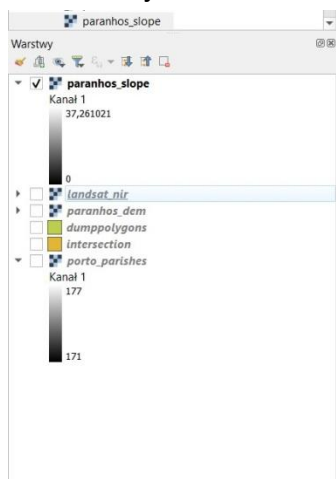 paranhos_slope
Warstwy
paranhos_slope
Kanał 1
37,261021
0
landsat_nir
paranhos_dem
dumppolygons
intersection
porto_parishes
Kanał 1
177
171